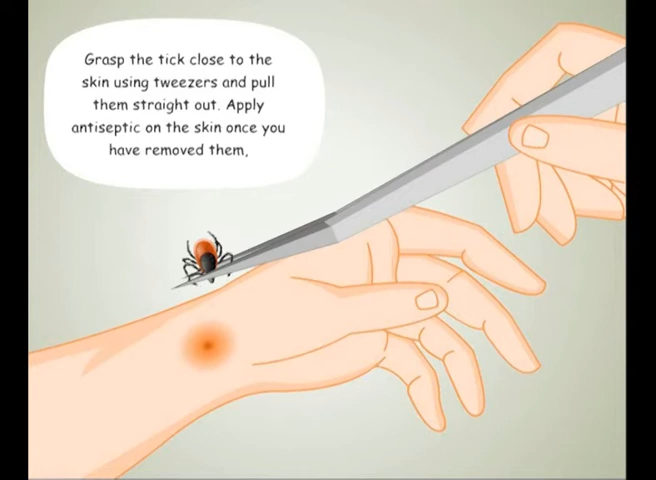 Grasp the tick close to the
skin using tweezers and pull
them straight out. Apply
antiseptic on the skin once you
have removed them,